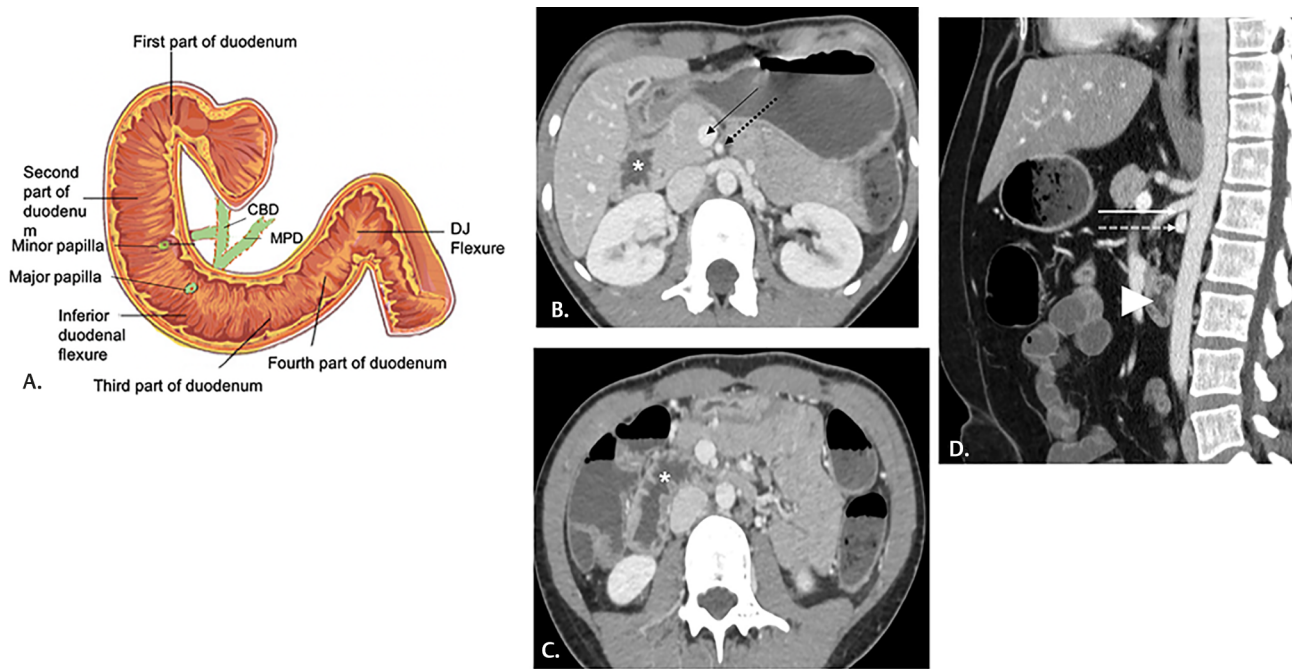 First part of duodenum
Second part of
duodenu
m
CBD
MPD
DJ
Flexure
Minor papilla
Major papilla
Inferior
duodenal
flexure
Fourth part of duodenum
Third part of duodenum
A.
B.
*
C.
*
D.